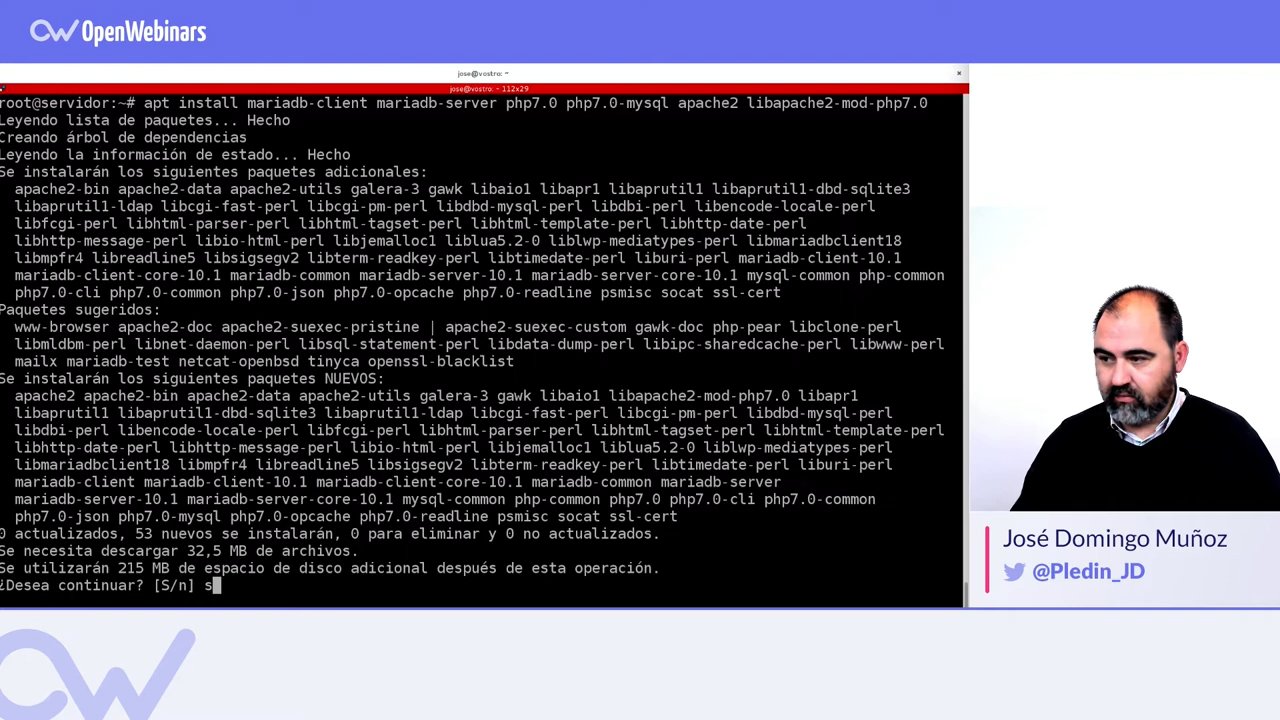 OpenWebinars
jose@vostro: ~
jose@vostro: ~ 112x29
root@servidor:~# apt install mariadb-client mariadb-server php7.0 php7.0-mysql apache2 libapache2-mod-php7.0
Leyendo lista de paquetes... Hecho
Creando árbol de dependencias
Leyendo la información de estado... Hecho
Se instalarán los siguientes paquetes adicionales:
apache2-bin apache2-data apache2-utils galera-3 gawk libaio1 libapr1 libaprutil1 libaprutil1-dbd-sqlite3
libaprutil1-ldap libcgi-fast-perl libcgi-pm-perl libdbd-mysql-perl libdbi-perl libencode-locale-perl
libfcgi-perl libhtml-parser-perl libhtml-tagset-perl libhtml-template-perl libhttp-date-perl
libhttp-message-perl libio-html-perl libjemalloc1 liblua5.2-0 liblwp-mediatypes-perl libmariadbclient18
libmpfr4 libreadline5 libsigsegv2 libterm-readkey-perl libtimedate-perl liburi-perl mariadb-client-10.1
mariadb-client-core-10.1 mariadb-common mariadb-server-10.1 mariadb-server-core-10.1 mysql-common php-common
php7.0-cli php7.0-common php7.0-json php7.0-opcache php7.0-readline psmisc socat ssl-cert
Paquetes sugeridos:
www-browser apache2-doc apache2-suexec-pristine | apache2-suexec-custom gawk-doc php-pear libclone-perl
libmldbm-perl libnet-daemon-perl libsql-statement-perl libdata-dump-perl libipc-sharedcache-perl libwww-perl
mailx mariadb-test netcat-openbsd tinyca openssl-blacklist
Se instalarán los siguientes paquetes NUEVOS:
apache2 apache2-bin apache2-data apache2-utils galera-3 gawk libaio1 libapache2-mod-php7.0 libapr1
libaprutil1 libaprutil1-dbd-sqlite3 libaprutil1-ldap libcgi-fast-perl libcgi-pm-perl libdbd-mysql-perl
libdbi-perl libencode-locale-perl libfcgi-perl libhtml-parser-perl libhtml-tagset-perl libhtml-template-perl
libhttp-date-perl libhttp-message-perl libio-html-perl libjemalloc1 liblua5.2-0 liblwp-mediatypes-perl
libmariadbclient18 libmpfr4 libreadline5 libsigsegv2 libterm-readkey-perl libtimedate-perl liburi-perl
mariadb-client mariadb-client-10.1 mariadb-client-core-10.1 mariadb-common mariadb-server
mariadb-server-10.1 mariadb-server-core-10.1 mysql-common php-common php7.0 php7.0-cli php7.0-common
php7.0-json php7.0-mysql php7.0-opcache php7.0-readline psmisc socat ssl-cert
0 actualizados, 53 nuevos se instalarán, 0 para eliminar y 0 no actualizados.
Se necesita descargar 32,5 MB de archivos.
Se utilizarán 215 MB de espacio de disco adicional después de esta operación.
¿Desea continuar? [S/n] s
José Domingo Muñoz
@Pledin_JD